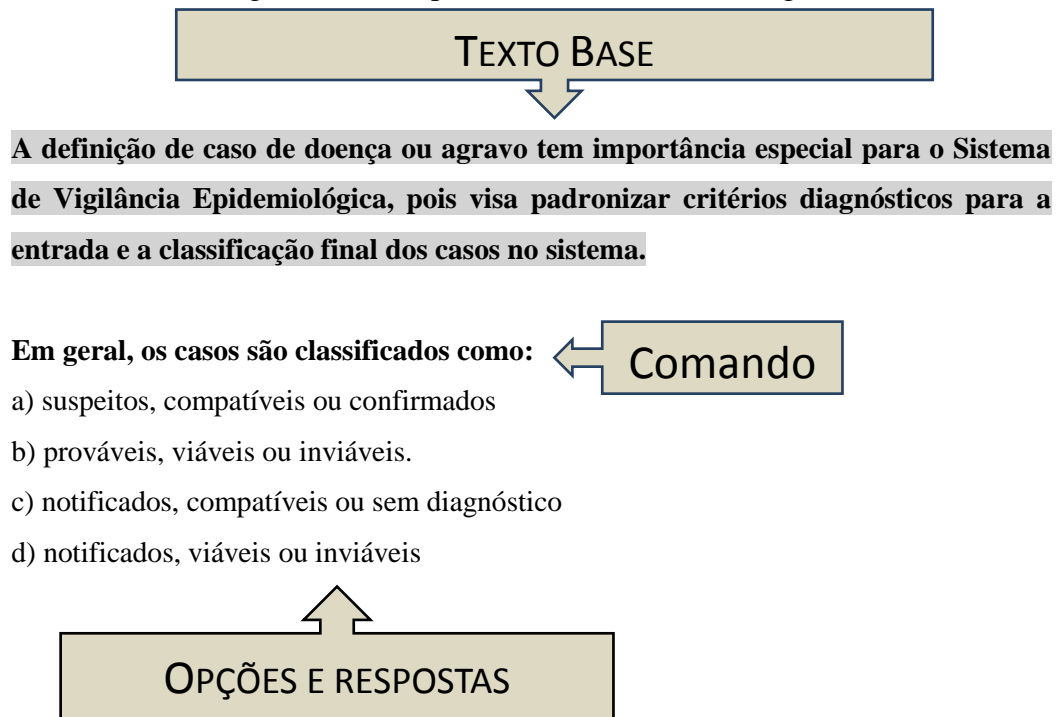 TEXTO BASE
A definição de caso de doença ou agravo tem importância especial para o Sistema
de Vigilância Epidemiológica, pois visa padronizar critérios diagnósticos para a
entrada e a classificação final dos casos no sistema.
Em geral, os casos são classificados como:
Comando
a) suspeitos, compatíveis ou confirmados
b) prováveis, viáveis ou inviáveis.
c) notificados, compatíveis ou sem diagnóstico
d) notificados, viáveis ou inviáveis
OPÇÕES E RESPOSTAS